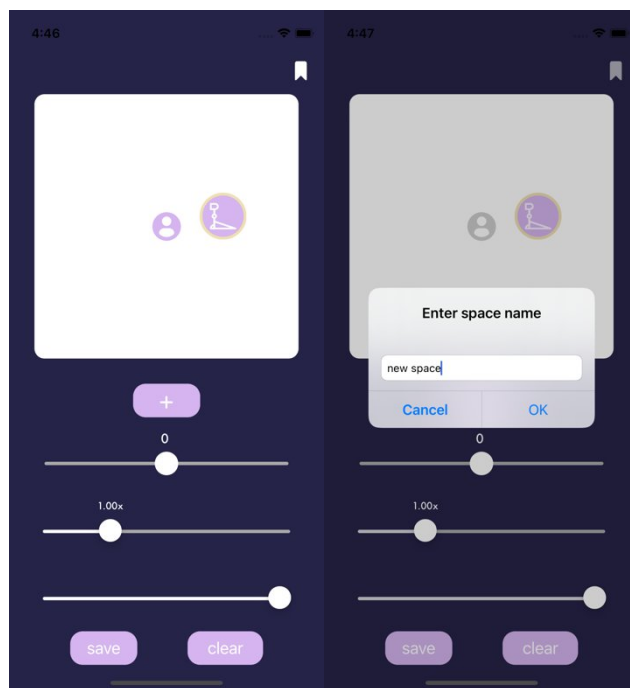 4:46
+
0
1.00x
save
clear
4:47
Enter space name
new space
Cancel
OK
0
1.00x
save
clear